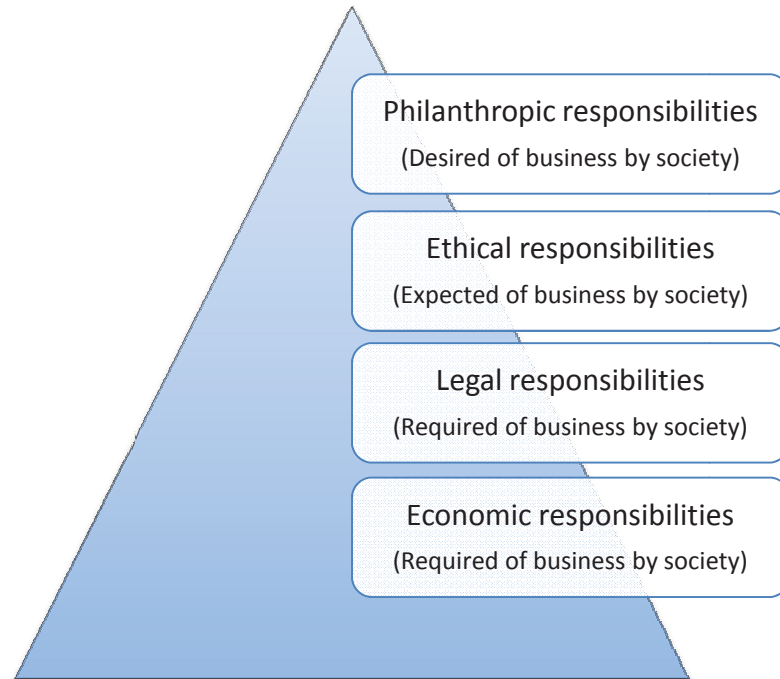 Philanthropic responsibilities
(Desired of business by society)
Ethical responsibilities
(Expected of business by society)
Legal responsibilities
(Required of business by society)
Economic responsibilities
(Required of business by society)